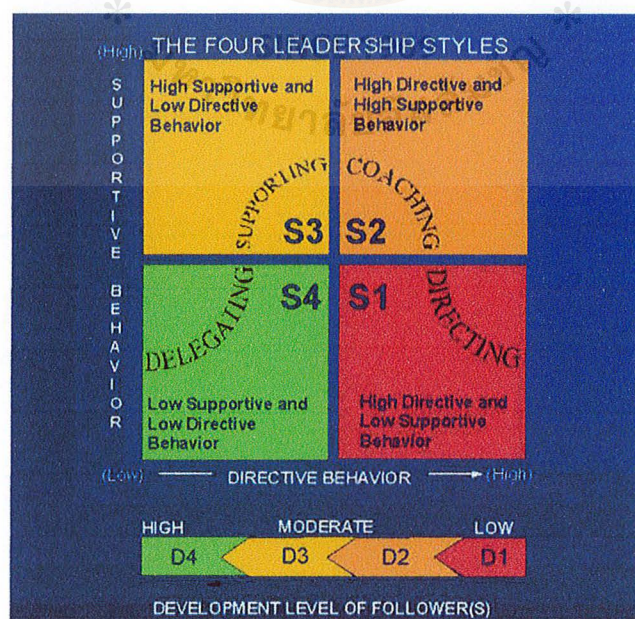 THE FOUR LEADERSHIP STYLES
(High)
SUPPORTIVE BEHAVIOR
High Supportive and
Low Directive
Behavior
High Directive and
High Supportive
Behavior
SUPPORTING
COACHING
S3
S2
S4
S1
DELEGATING
DIRECTING
Low Supportive and
Low Directive
Behavior
High Directive and
Low Supportive
Behavior
(Low) DIRECTIVE BEHAVIOR (High)
HIGH MODERATE LOW
D4 D3 D2 D1
DEVELOPMENT LEVEL OF FOLLOWER(S)